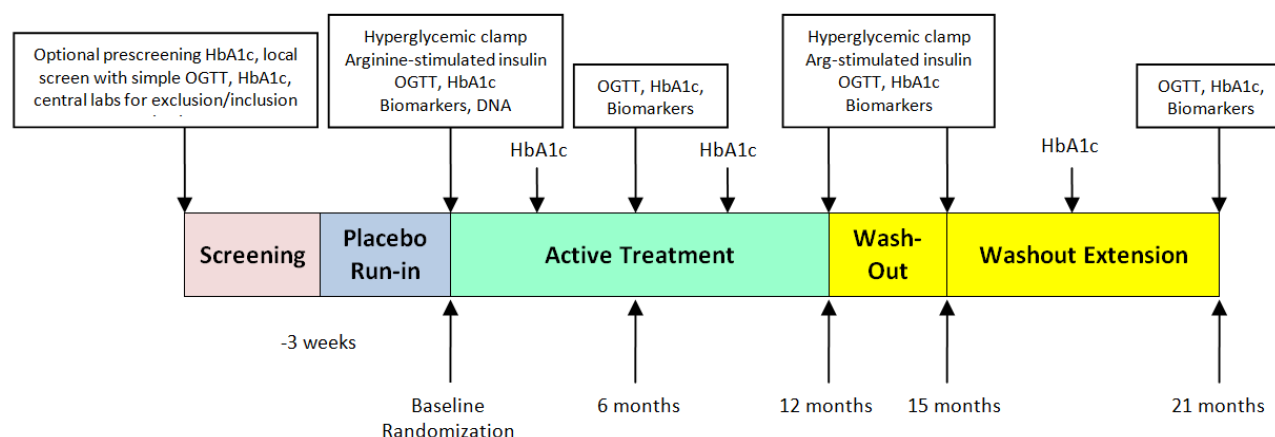 Optional prescreening HbA1c, local
screen with simple OGTT, HbA1c,
central labs for exclusion/inclusion
Hyperglycemic clamp
Arginine-stimulated insulin
OGTT, HbA1c
Biomarkers, DNA
OGTT, HbA1c,
Biomarkers
Hyperglycemic clamp
Arg-stimulated insulin
OGTT, HbA1c
Biomarkers
OGTT, HbA1c,
Biomarkers
HbA1c
HbA1c
HbA1c
Screening
Placebo
Run-in
Active Treatment
Wash-
Out
Washout Extension
-3 weeks
Baseline
Randomization
6 months
12 months
15 months
21 months